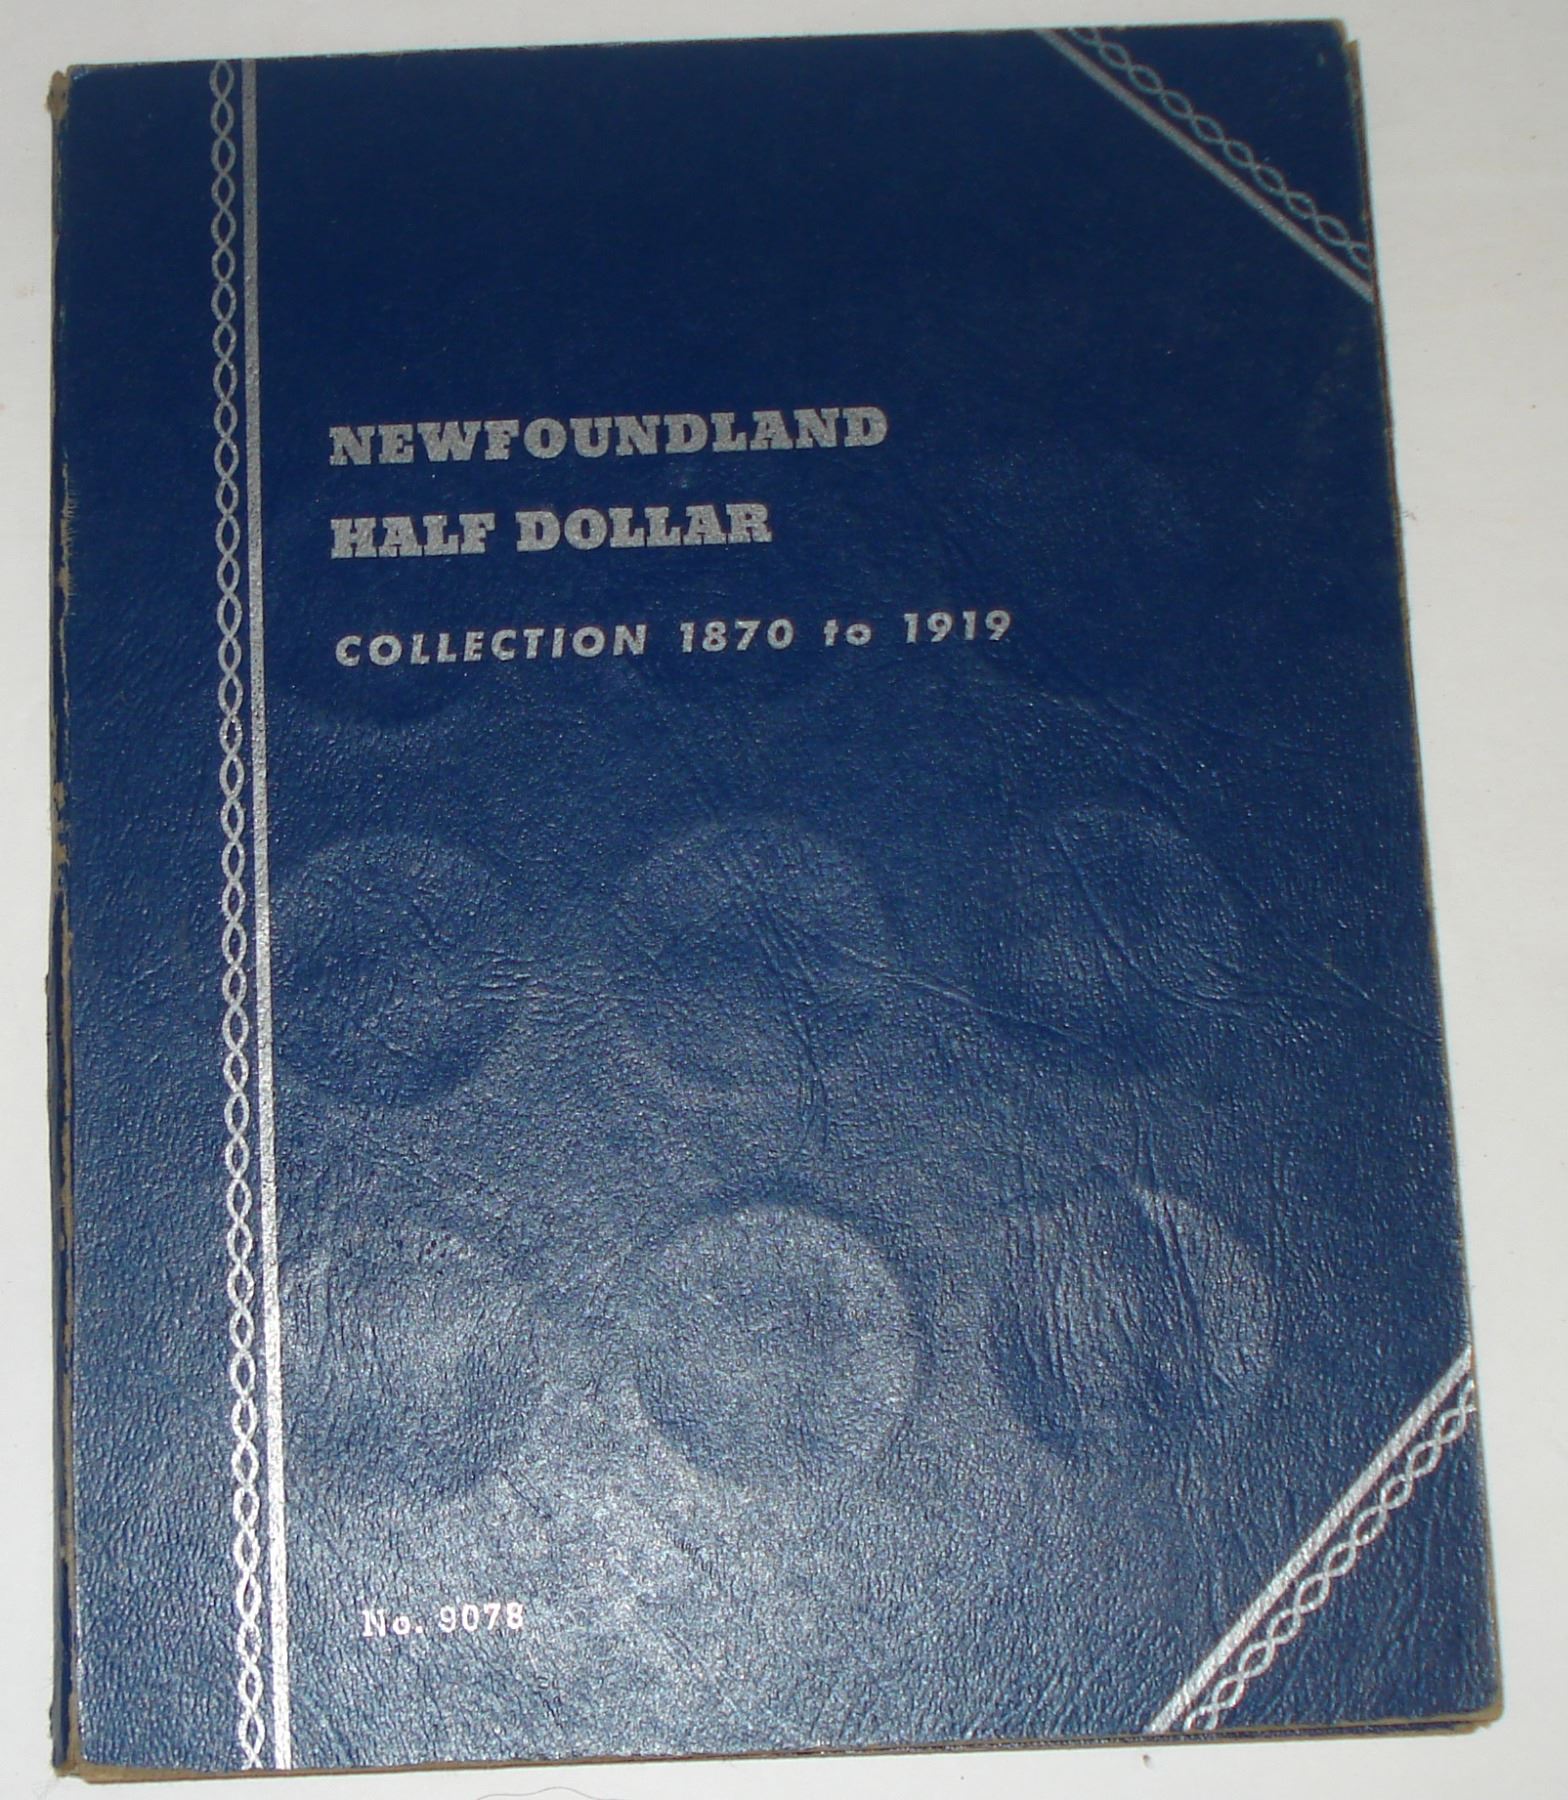 NEWFOUNDLAND
HALF DOLLAR
COLLECTION 1870 to 1919
No. 9078